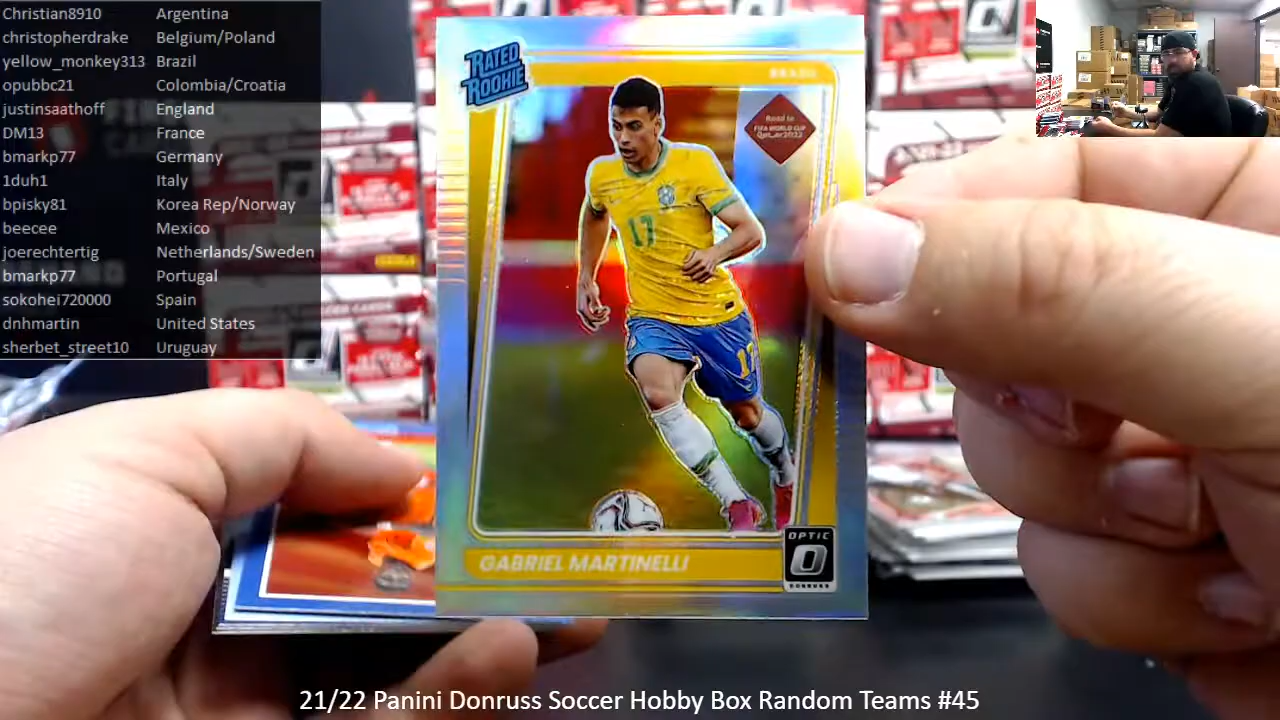 Christian8910 Argentina
christopherdrake Belgium/Poland
yellow_monkey313 Brazil
opubbc21 Colombia/Croatia
justinsaathoff England
DM13 France
bmarkp77 Germany
1duh1 Italy
bpisky81 Korea Rep/Norway
beecee Mexico
joerechtertig Netherlands/Sweden
bmarkp77 Portugal
sokohei720000 Spain
dnhmartin United States
sherbet_street10 Uruguay
RATED
ROOKIE
BRASIL
Road to
FIFA WORLD CUP
Qat_ar2022
17
GABRIEL MARTINELLI
OPTIC
DONRUSS
21/22 Panini Donruss Soccer Hobby Box Random Teams #45